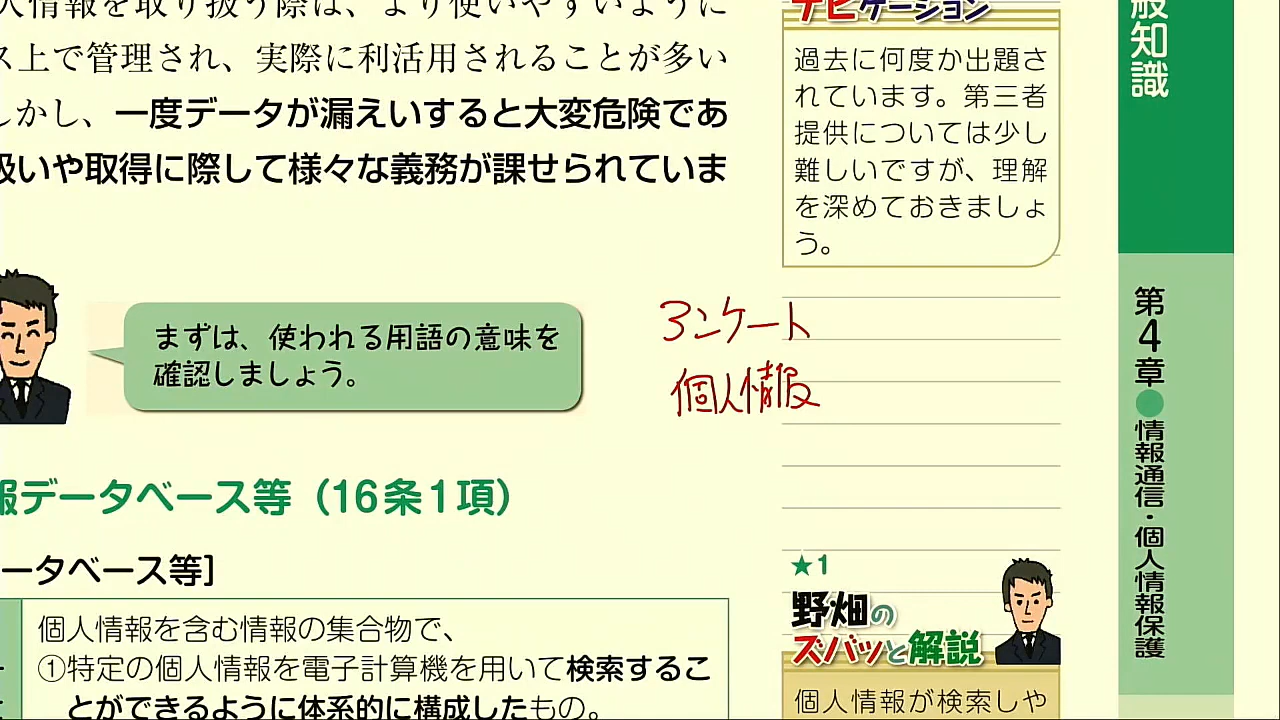 人情報を取り扱う際は、より使いやすいように
ス上で管理され、実際に利活用されることが多い
しかし、一度データが漏えいすると大変危険であ
扱いや取得に際して様々な義務が課せられていま
まずは、使われる用語の意味を
確認しましょう。
報データベース等（16条1項）
ータベース等]
個人情報を含む情報の集合物で、
①特定の個人情報を電子計算機を用いて検索するこ
とができるように体系的に構成したもの。
アンケート
個人情報
ナビゲーション
過去に何度か出題さ
れています。第三者
提供については少し
難しいですが、理解
を深めておきましょ
う。
★1
野畑の
ズバッと解説
個人情報が検索しや
般知識
第4章●情報通信・個人情報保護